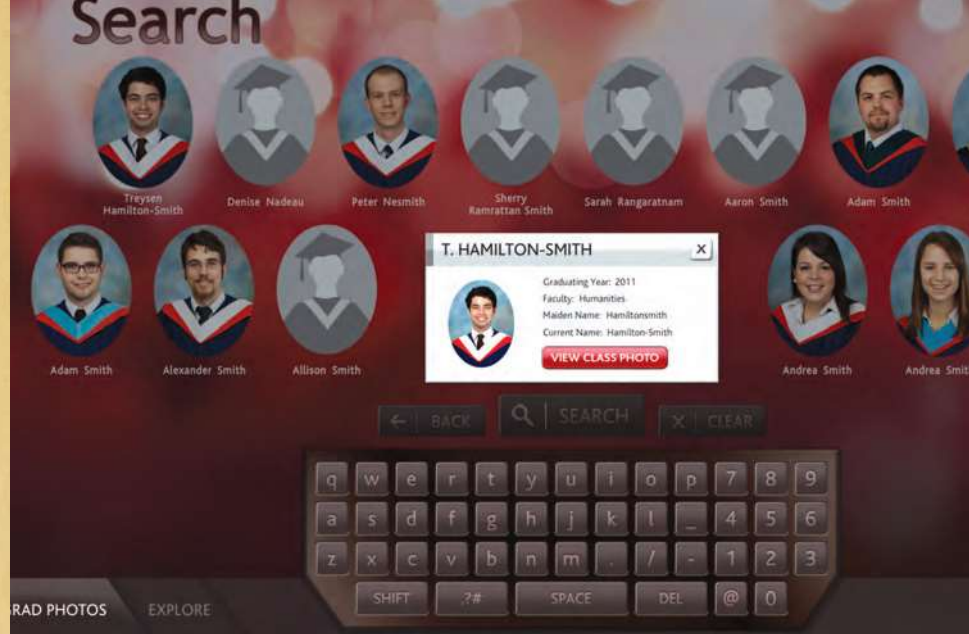 Search
Treysen
Hamilton-Smith
Denise Nadeau
Peter Nesmith
Sherry
Ramrattan Smith
Sarah Rangaratnam
Aaron Smith
Adam Smith
Adam Smith
Alexander Smith
Allison Smith
T. HAMILTON-SMITH
X
Graduating Year: 2011
Faculty: Humanities
Maiden Name: Hamiltonsmith
Current Name: Hamilton-Smith
VIEW CLASS PHOTO
Andrea Smith
Andrea Smit
← BACK
SEARCH
X CLEAR
q w e r t y u i o p 7 8 9
a s d f g h j k l _ 4 5 6
z x c v b n m . / - 1 2 3
SHIFT .?# SPACE DEL @ 0
RAD PHOTOS
EXPLORE